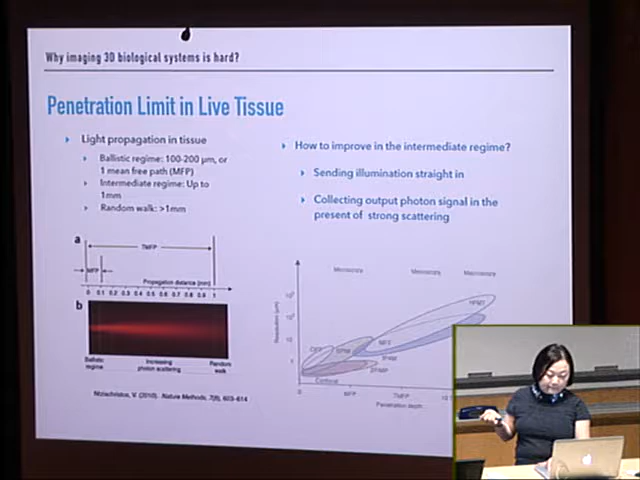 Why imaging 3D biological systems is hard?
Penetration Limit in Live Tissue
Light propagation in tissue
Ballistic regime: 100-200 μm, or
1 mean free path (MFP)
Intermediate regime: Up to
1mm
Random walk: >1mm
How to improve in the intermediate regime?
Sending illumination straight in
Collecting output photon signal in the
present of strong scattering
a
TMFP
MFP
Propagation distance (mm)
0 0.1 0.2 0.3 0.4 0.5 0.6 0.7 0.8 0.9 1
b
Ballistic
regime
Increasing
photon scattering
Random
walk
Ntziachristos, V. (2010). Nature Methods, 7(8), 603–614
Resolution (μm)
Confocal
0
MFP
TMFP
Penetration depth